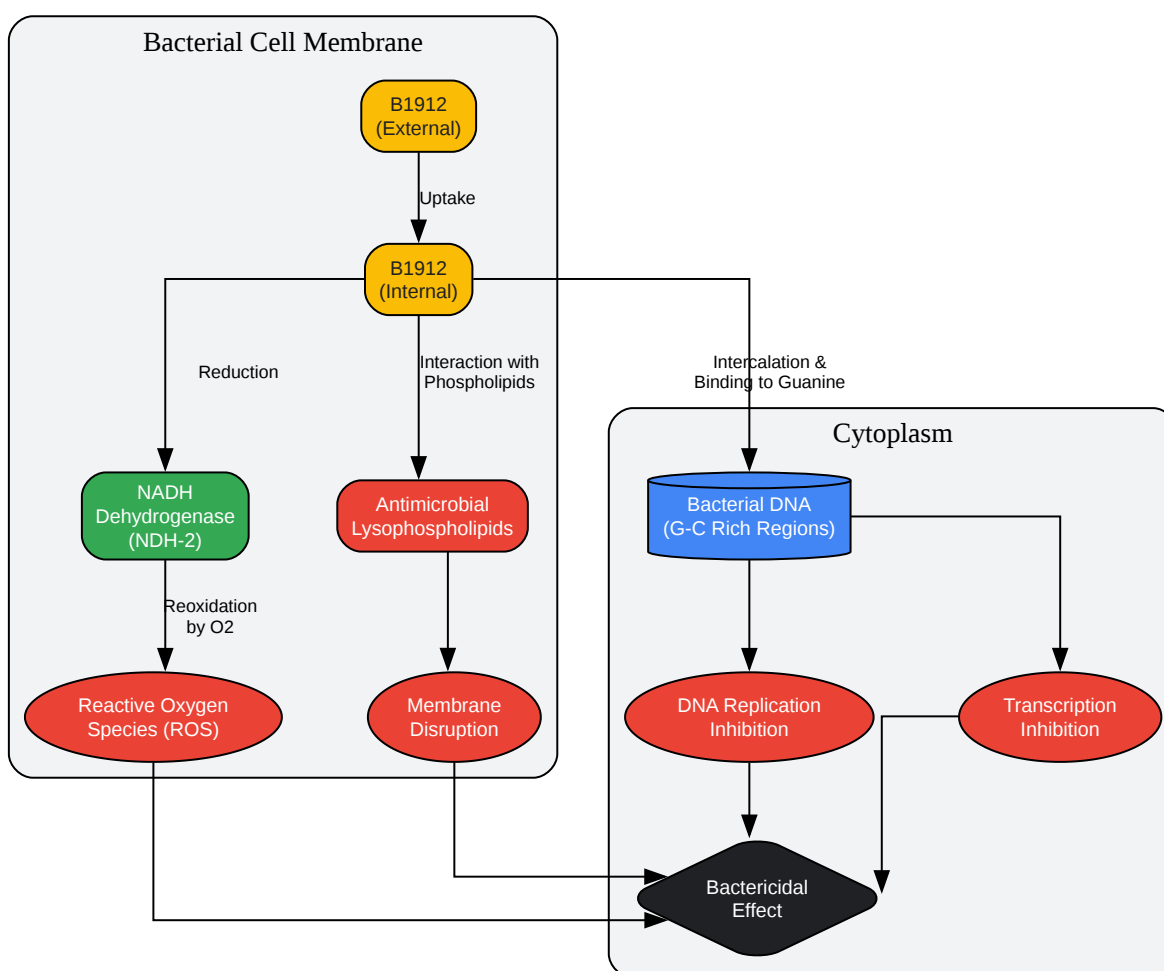 Bacterial Cell Membrane
B1912
(External)
Uptake
B1912
(Internal)
Reduction
Interaction with
Phospholipids
Intercalation &
Binding to Guanine
Cytoplasm
NADH
Dehydrogenase
(NDH-2)
Antimicrobial
Lysophospholipids
Bacterial DNA
(G-C Rich Regions)
Reoxidation
by O2
Reactive Oxygen
Species (ROS)
Membrane
Disruption
DNA Replication
Inhibition
Transcription
Inhibition
Bactericidal
Effect